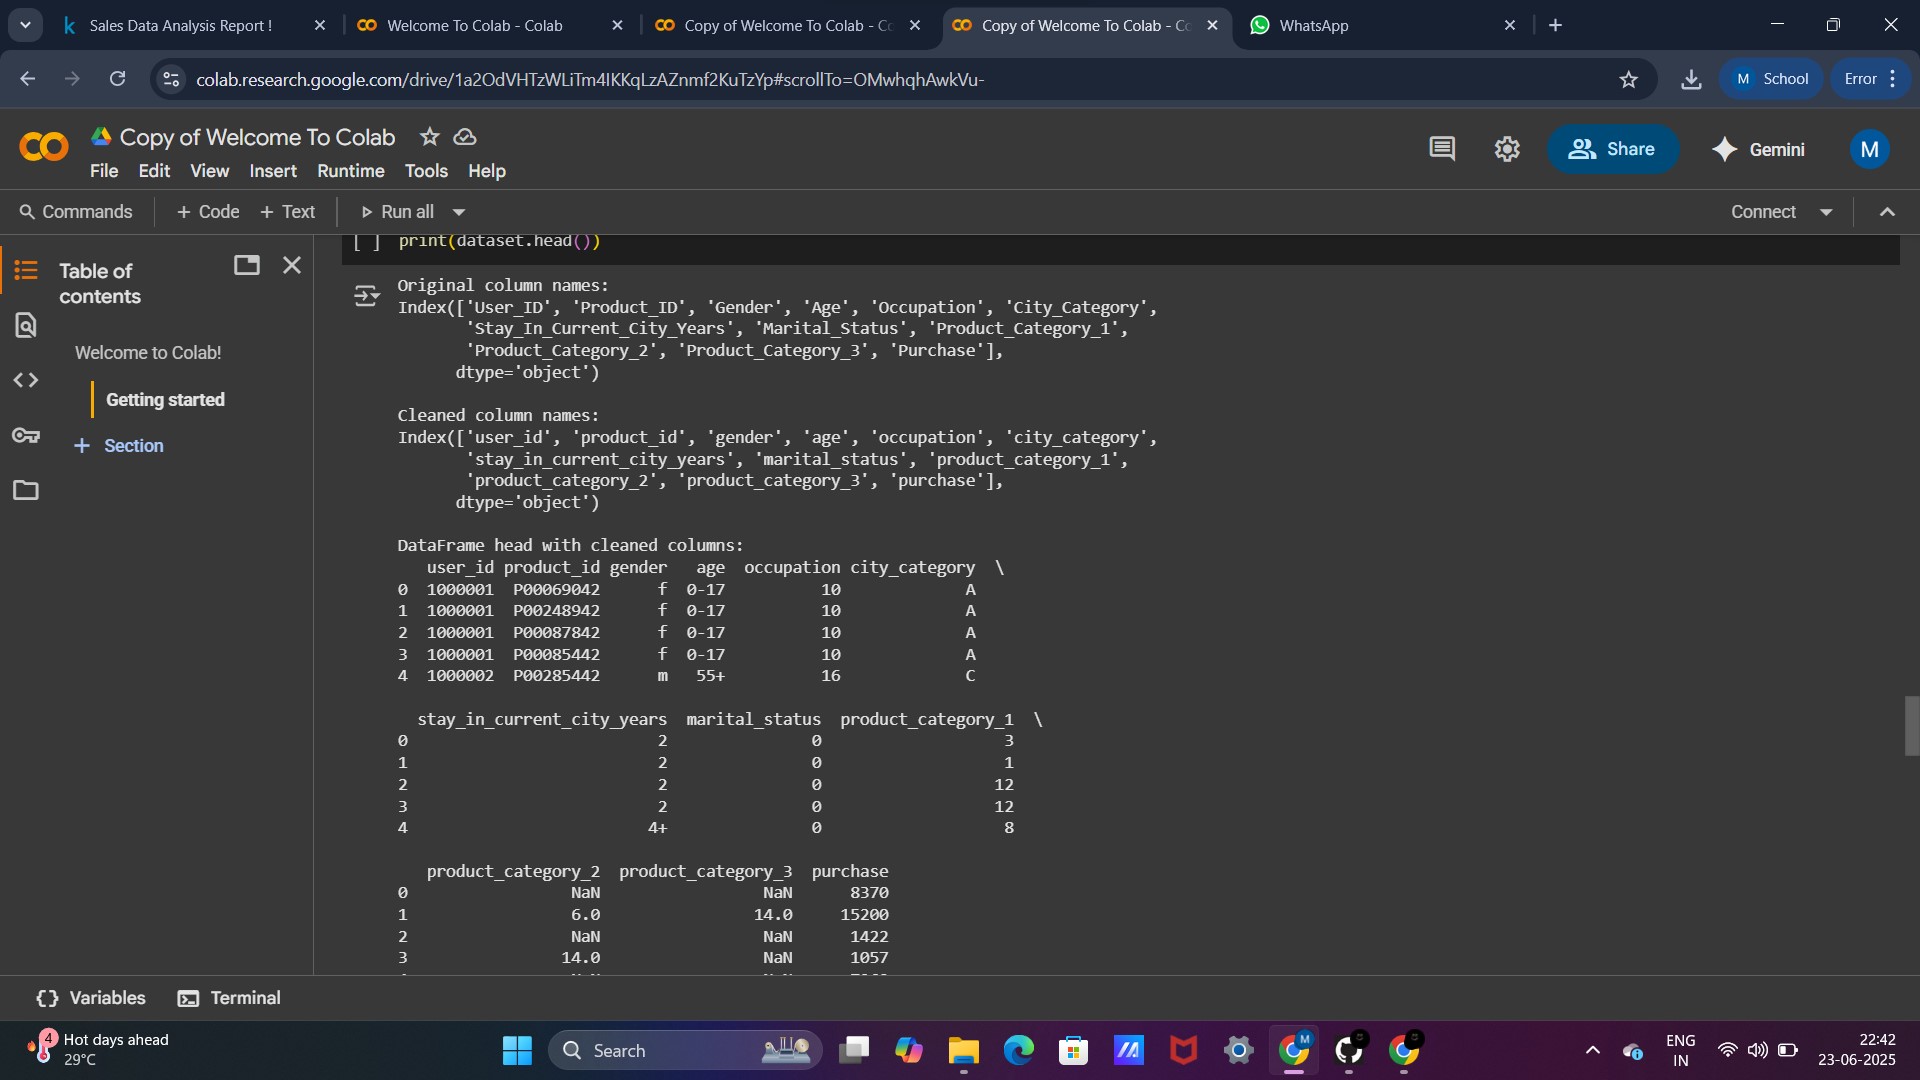 Sales Data Analysis Report !
Welcome To Colab - Colab
Copy of Welcome To Colab - Co
Copy of Welcome To Colab - Co
WhatsApp
colab.research.google.com/drive/1a2OdVHTzWLiTm4IKKqLzAZnmf2KuTzYp#scrollTo=OMwhqhAwkVu-
M School
Error
Copy of Welcome To Colab
File Edit View Insert Runtime Tools Help
Share
Gemini
M
Commands + Code + Text Run all
Connect
Table of
contents
Welcome to Colab!
Getting started
+ Section
[ ] print(dataset.head())
Original column names:
Index(['User_ID', 'Product_ID', 'Gender', 'Age', 'Occupation', 'City_Category',
'Stay_In_Current_City_Years', 'Marital_Status', 'Product_Category_1',
'Product_Category_2', 'Product_Category_3', 'Purchase'],
dtype='object')
Cleaned column names:
Index(['user_id', 'product_id', 'gender', 'age', 'occupation', 'city_category',
'stay_in_current_city_years', 'marital_status', 'product_category_1',
'product_category_2', 'product_category_3', 'purchase'],
dtype='object')
DataFrame head with cleaned columns:
user_id product_id gender age occupation city_category \
0 1000001 P00069042 f 0-17 10 A
1 1000001 P00248942 f 0-17 10 A
2 1000001 P00087842 f 0-17 10 A
3 1000001 P00085442 f 0-17 10 A
4 1000002 P00285442 m 55+ 16 C
stay_in_current_city_years marital_status product_category_1 \
0 2 0 3
1 2 0 1
2 2 0 12
3 2 0 12
4 4+ 0 8
product_category_2 product_category_3 purchase
0 NaN NaN 8370
1 6.0 14.0 15200
2 NaN NaN 1422
3 14.0 NaN 1057
Variables
Terminal
4
Hot days ahead
29°C
Search
M
ENG
IN
22:42
23-06-2025